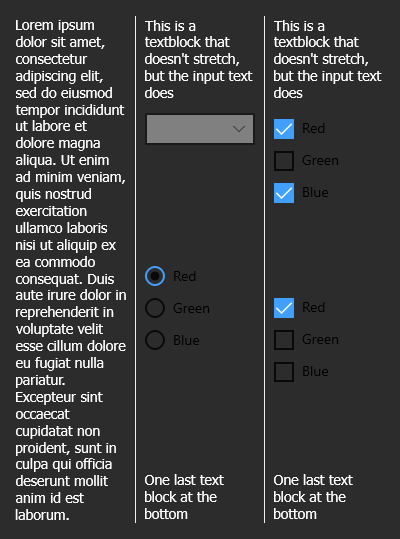 Lorem ipsum
dolor sit amet,
consectetur
adipiscing elit,
sed do eiusmod
tempor incididunt
ut labore et
dolore magna
aliqua. Ut enim
ad minim veniam,
quis nostrud
exercitation
ullamco laboris
nisi ut aliquip ex
ea commodo
consequat. Duis
aute irure dolor in
reprehenderit in
voluptate velit
esse cillum dolore
eu fugiat nulla
pariatur.
Excepteur sint
occaecat
cupidatat non
proident, sunt in
culpa qui officia
deserunt mollit
anim id est
laborum.
This is a
textblock that
doesn't stretch,
but the input text
does
Red
Green
Blue
One last text
block at the
bottom
This is a
textblock that
doesn't stretch,
but the input text
does
Red
Green
Blue
Red
Green
Blue
One last text
block at the
bottom